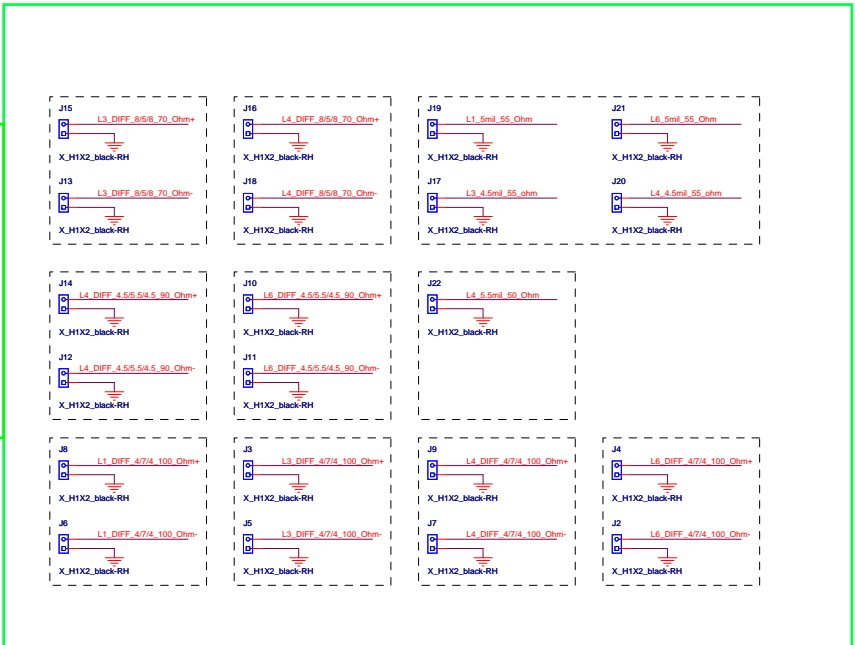 J15
L3_DIFF_8/5/8_70_Ohm+
X_H1X2_black-RH
J13
L3_DIFF_8/5/8_70_Ohm-
X_H1X2_black-RH
J16
L4_DIFF_8/5/8_70_Ohm+
X_H1X2_black-RH
J18
L4_DIFF_8/5/8_70_Ohm-
X_H1X2_black-RH
J19
L1_5mil_55_Ohm
X_H1X2_black-RH
J17
L3_4.5mil_55_ohm
X_H1X2_black-RH
J21
L6_5mil_55_Ohm
X_H1X2_black-RH
J20
L4_4.5mil_55_ohm
X_H1X2_black-RH
J14
L4_DIFF_4.5/5.5/4.5_90_Ohm+
X_H1X2_black-RH
J12
L4_DIFF_4.5/5.5/4.5_90_Ohm-
X_H1X2_black-RH
J10
L6_DIFF_4.5/5.5/4.5_90_Ohm+
X_H1X2_black-RH
J11
L6_DIFF_4.5/5.5/4.5_90_Ohm-
X_H1X2_black-RH
J22
L4_5.5mil_50_Ohm
X_H1X2_black-RH
J8
L1_DIFF_4/7/4_100_Ohm+
X_H1X2_black-RH
J6
L1_DIFF_4/7/4_100_Ohm-
X_H1X2_black-RH
J3
L3_DIFF_4/7/4_100_Ohm+
X_H1X2_black-RH
J5
L3_DIFF_4/7/4_100_Ohm-
X_H1X2_black-RH
J9
L4_DIFF_4/7/4_100_Ohm+
X_H1X2_black-RH
J7
L4_DIFF_4/7/4_100_Ohm-
X_H1X2_black-RH
J4
L6_DIFF_4/7/4_100_Ohm+
X_H1X2_black-RH
J2
L6_DIFF_4/7/4_100_Ohm-
X_H1X2_black-RH